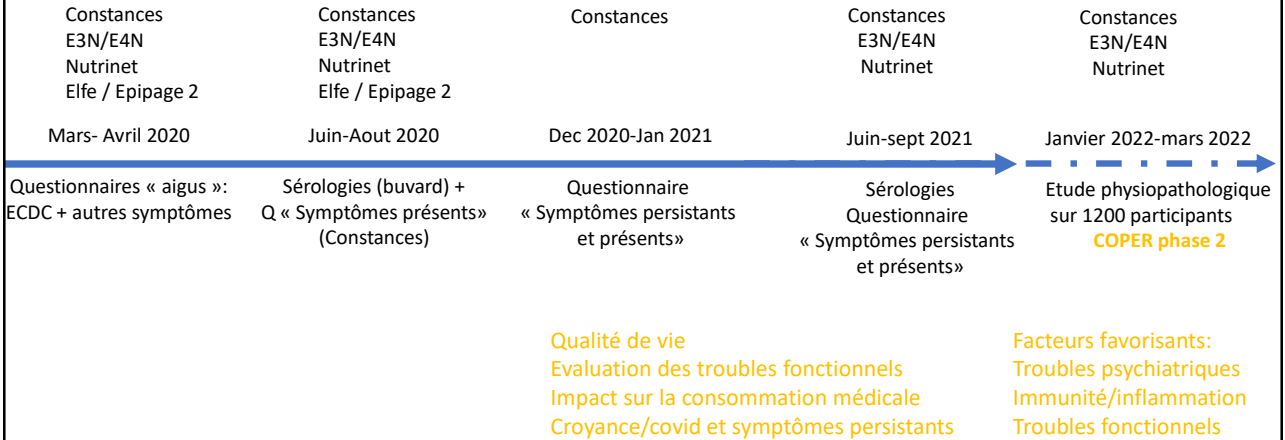 Constances
E3N/E4N
Nutrinet
Elfe / Epipage 2
Constances
E3N/E4N
Nutrinet
Elfe / Epipage 2
Constances
Constances
E3N/E4N
Nutrinet
Constances
E3N/E4N
Nutrinet
Mars- Avril 2020
Juin-Aout 2020
Dec 2020-Jan 2021
Juin-sept 2021
Janvier 2022-mars 2022
Questionnaires « aigus »:
ECDC + autres symptômes
Sérologies (buvard) +
Q « Symptômes présents»
(Constances)
Questionnaire
« Symptômes persistants
et présents»
Sérologies
Questionnaire
« Symptômes persistants
et présents»
Etude physiopathologique
sur 1200 participants
COPER phase 2
Qualité de vie
Evaluation des troubles fonctionnels
Impact sur la consommation médicale
Croyance/covid et symptômes persistants
Facteurs favorisants:
Troubles psychiatriques
Immunité/inflammation
Troubles fonctionnels